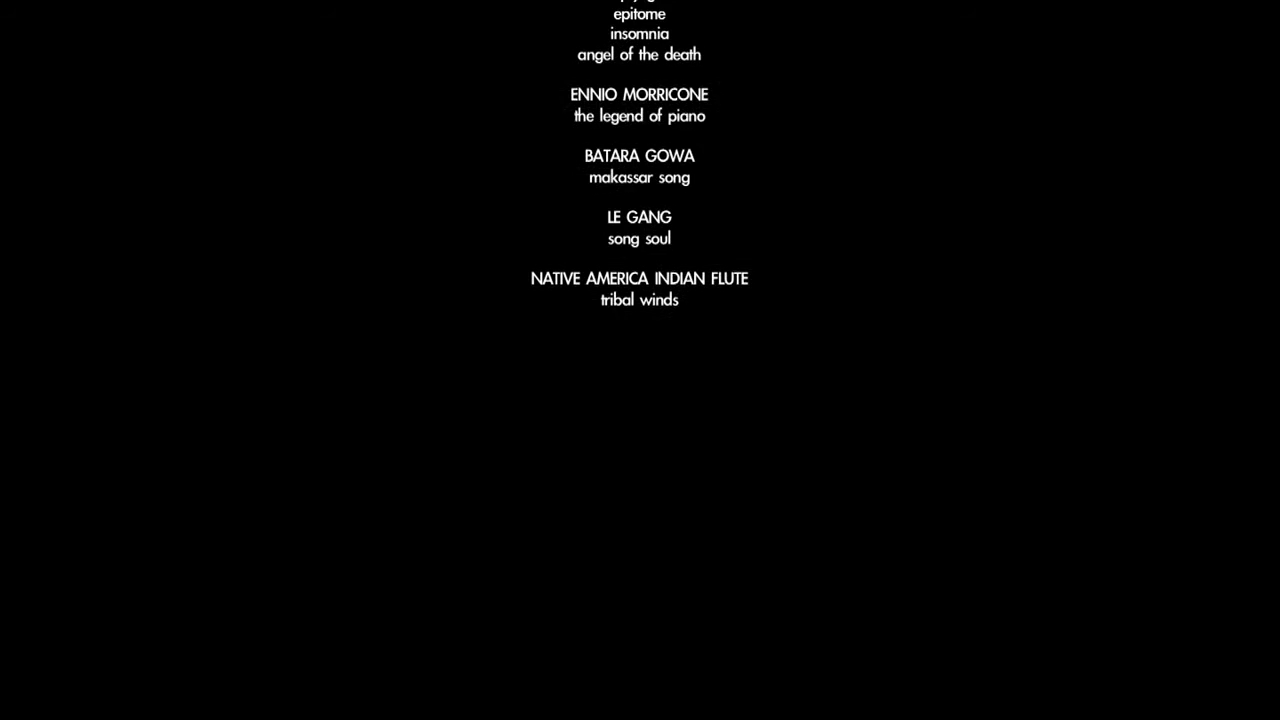 epitome
insomnia
angel of the death
ENNIO MORRICONE
the legend of piano
BATARA GOWA
makassar song
LE GANG
song soul
NATIVE AMERICA INDIAN FLUTE
tribal winds